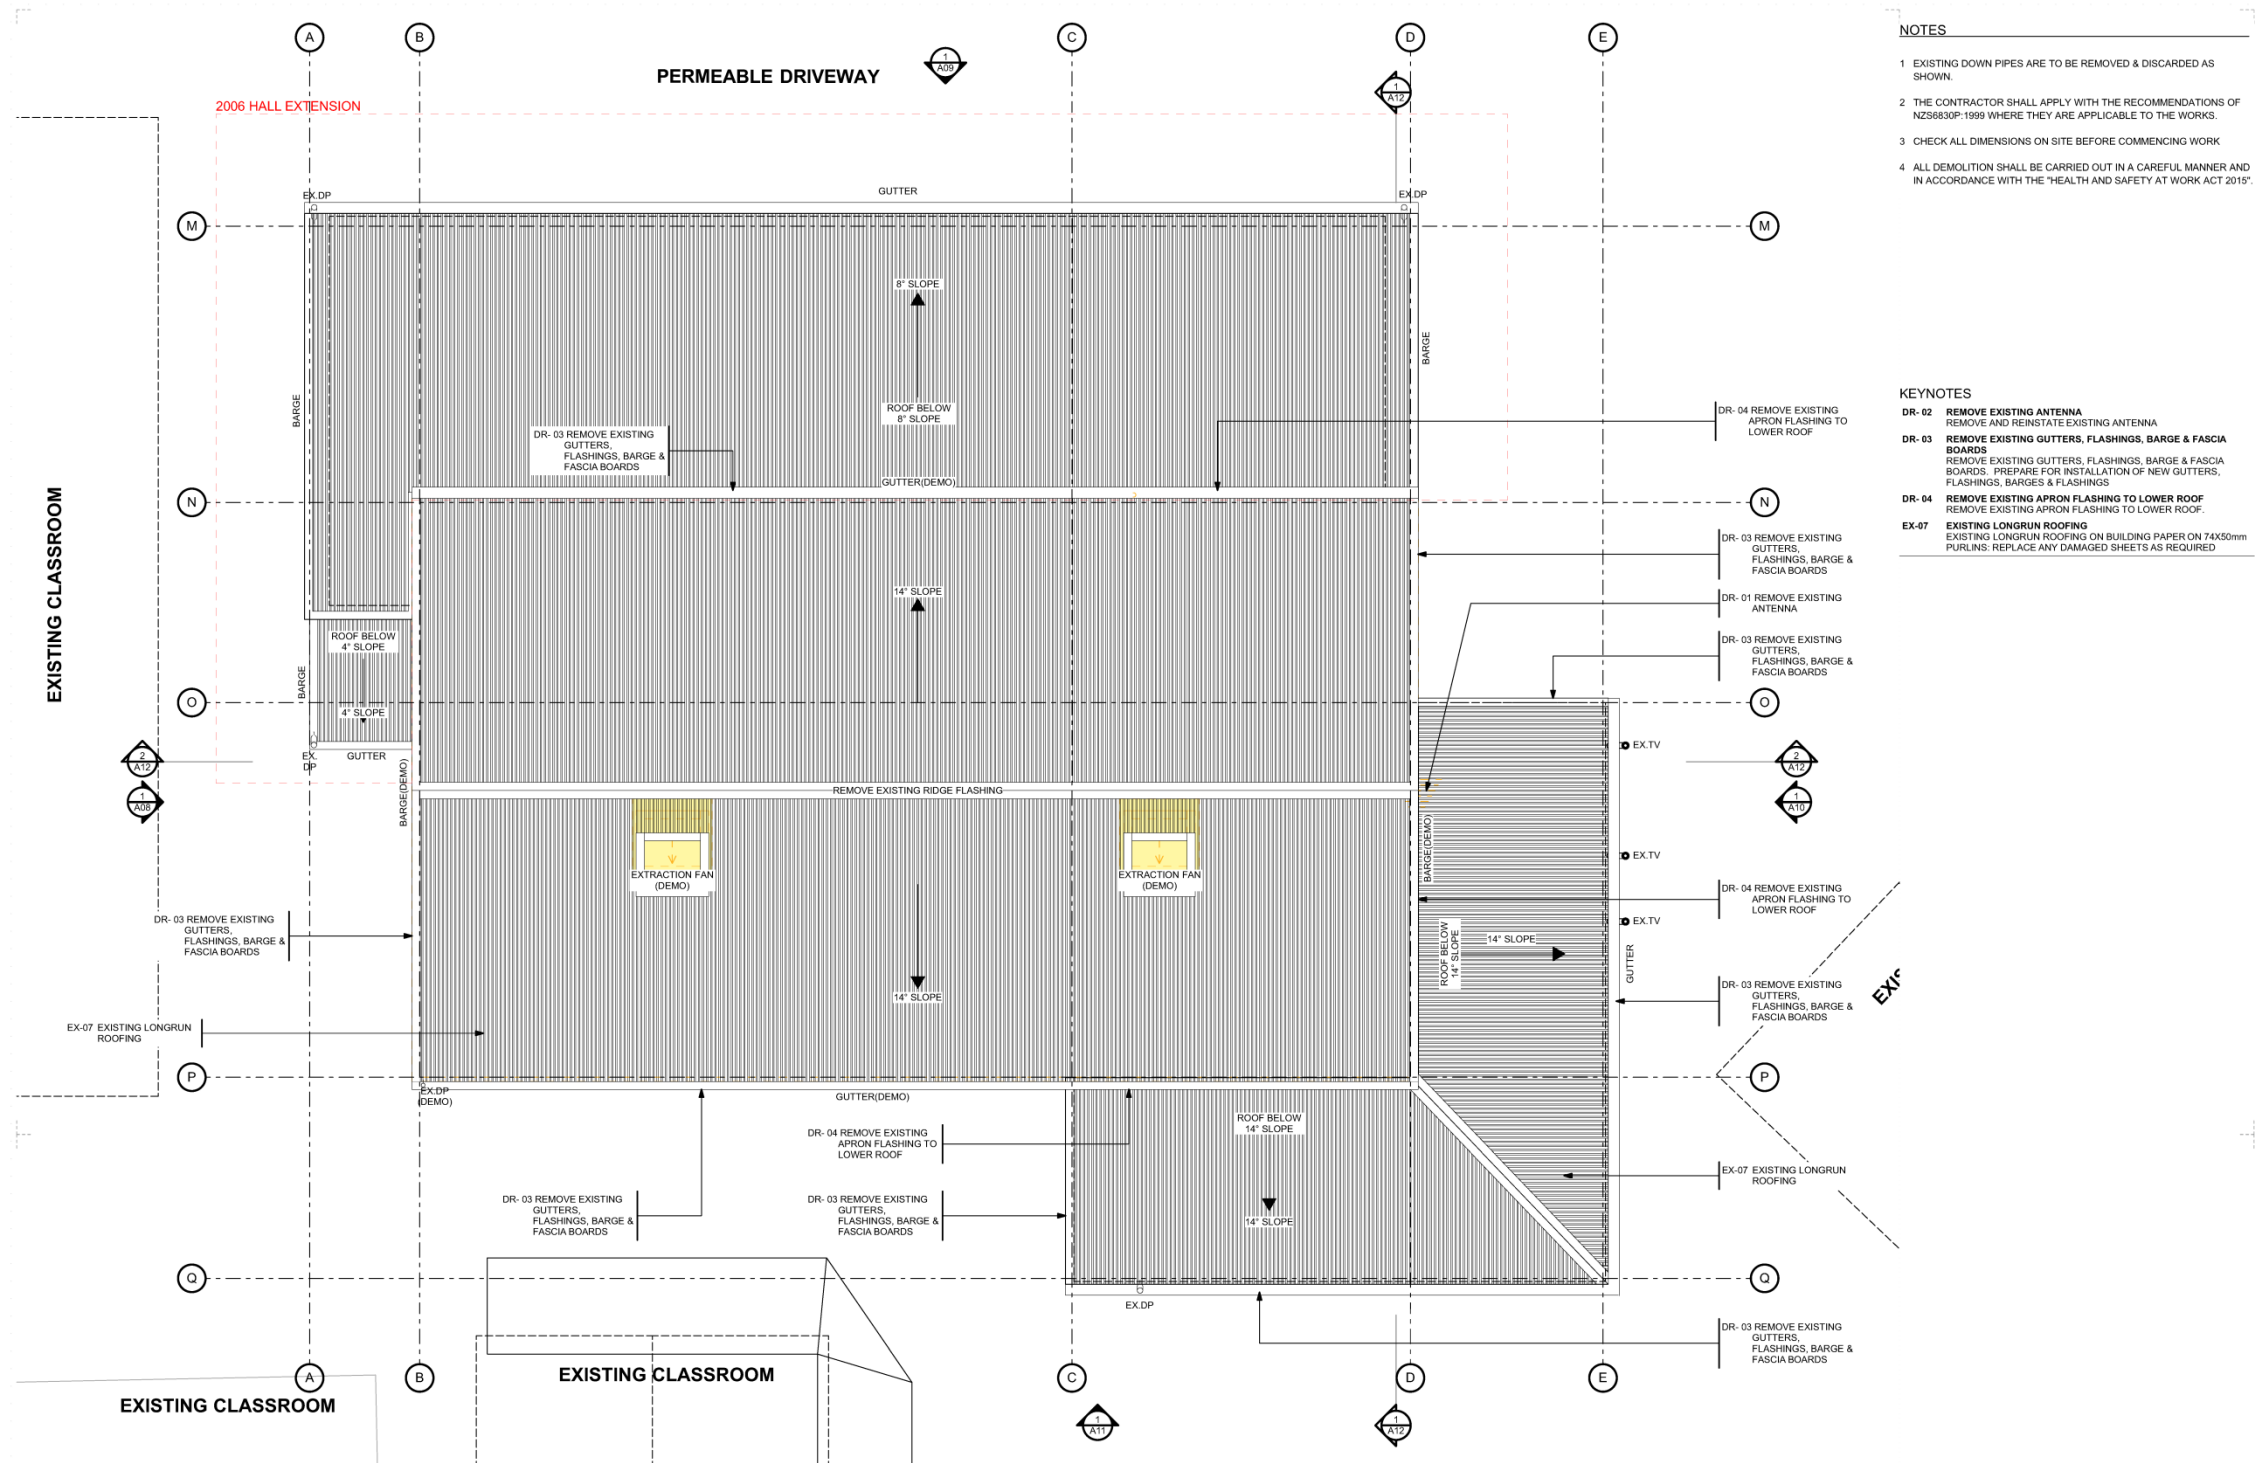 A
B
C
D
E
PERMEABLE DRIVEWAY
1
A09
1
A12
2006 HALL EXTENSION
NOTES
1 EXISTING DOWN PIPES ARE TO BE REMOVED & DISCARDED AS
SHOWN.
2 THE CONTRACTOR SHALL APPLY WITH THE RECOMMENDATIONS OF
NZS6830P:1999 WHERE THEY ARE APPLICABLE TO THE WORKS.
3 CHECK ALL DIMENSIONS ON SITE BEFORE COMMENCING WORK
4 ALL DEMOLITION SHALL BE CARRIED OUT IN A CAREFUL MANNER AND
IN ACCORDANCE WITH THE "HEALTH AND SAFETY AT WORK ACT 2015".
EX.DP
GUTTER
EX.DP
M
M
8° SLOPE
BARGE
BARGE
ROOF BELOW
8° SLOPE
DR- 03 REMOVE EXISTING
GUTTERS,
FLASHINGS, BARGE &
FASCIA BOARDS
DR- 04 REMOVE EXISTING
APRON FLASHING TO
LOWER ROOF
KEYNOTES
DR- 02 REMOVE EXISTING ANTENNA
REMOVE AND REINSTATE EXISTING ANTENNA
DR- 03 REMOVE EXISTING GUTTERS, FLASHINGS, BARGE & FASCIA
BOARDS
REMOVE EXISTING GUTTERS, FLASHINGS, BARGE & FASCIA
BOARDS. PREPARE FOR INSTALLATION OF NEW GUTTERS,
FLASHINGS, BARGES & FLASHINGS
DR- 04 REMOVE EXISTING APRON FLASHING TO LOWER ROOF
REMOVE EXISTING APRON FLASHING TO LOWER ROOF.
EX-07 EXISTING LONGRUN ROOFING
EXISTING LONGRUN ROOFING ON BUILDING PAPER ON 74X50mm
PURLINS: REPLACE ANY DAMAGED SHEETS AS REQUIRED
GUTTER(DEMO)
N
N
EXISTING CLASSROOM
DR- 03 REMOVE EXISTING
GUTTERS,
FLASHINGS, BARGE &
FASCIA BOARDS
14° SLOPE
DR- 01 REMOVE EXISTING
ANTENNA
ROOF BELOW
4° SLOPE
DR- 03 REMOVE EXISTING
GUTTERS,
FLASHINGS, BARGE &
FASCIA BOARDS
BARGE
4° SLOPE
O
O
EX.
DP
GUTTER
EX.TV
2
A12
1
A08
2
A12
1
A10
BARGE(DEMO)
REMOVE EXISTING RIDGE FLASHING
BARGE(DEMO)
EXTRACTION FAN
(DEMO)
EXTRACTION FAN
(DEMO)
EX.TV
DR- 04 REMOVE EXISTING
APRON FLASHING TO
LOWER ROOF
EX.TV
DR- 03 REMOVE EXISTING
GUTTERS,
FLASHINGS, BARGE &
FASCIA BOARDS
ROOF BELOW
14° SLOPE
14° SLOPE
GUTTER
14° SLOPE
DR- 03 REMOVE EXISTING
GUTTERS,
FLASHINGS, BARGE &
FASCIA BOARDS
EX-07 EXISTING LONGRUN
ROOFING
P
P
EX.DP
(DEMO)
GUTTER(DEMO)
DR- 04 REMOVE EXISTING
APRON FLASHING TO
LOWER ROOF
ROOF BELOW
14° SLOPE
EX-07 EXISTING LONGRUN
ROOFING
DR- 03 REMOVE EXISTING
GUTTERS,
FLASHINGS, BARGE &
FASCIA BOARDS
DR- 03 REMOVE EXISTING
GUTTERS,
FLASHINGS, BARGE &
FASCIA BOARDS
14° SLOPE
Q
Q
EX.DP
DR- 03 REMOVE EXISTING
GUTTERS,
FLASHINGS, BARGE &
FASCIA BOARDS
EXISTING CLASSROOM
A
B
C
D
E
EXISTING CLASSROOM
1
A11
1
A12